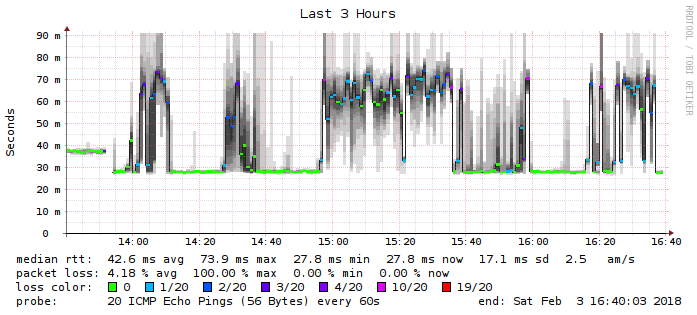 Last 3 Hours
RRDTOOL / TOBI OETIKER
Seconds
90 m
80 m
70 m
60 m
50 m
40 m
30 m
20 m
10 m
0
14:00 14:20 14:40 15:00 15:20 15:40 16:00 16:20 16:40
median rtt: 42.6 ms avg 73.9 ms max 27.8 ms min 27.8 ms now 17.1 ms sd 2.5 am/s
packet loss: 4.18 % avg 100.00 % max 0.00 % min 0.00 % now
loss color: 0 1/20 2/20 3/20 4/20 10/20 19/20
probe: 20 ICMP Echo Pings (56 Bytes) every 60s end: Sat Feb 3 16:40:03 2018